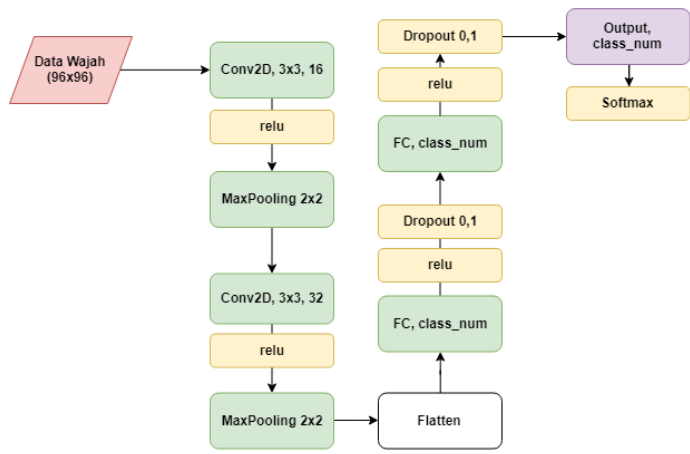 Data Wajah
(96x96)
Conv2D, 3x3, 16
relu
MaxPooling 2x2
Conv2D, 3x3, 32
relu
MaxPooling 2x2
Flatten
FC, class_num
relu
Dropout 0,1
FC, class_num
relu
Dropout 0,1
Output,
class_num
Softmax